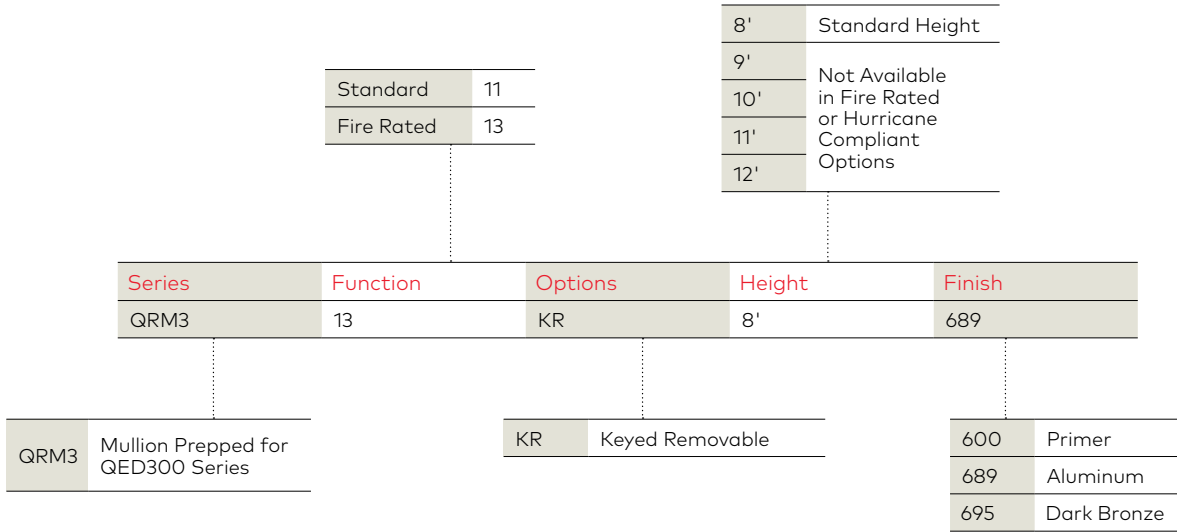 8' Standard Height
9'
10'
11'
12'
Not Available
in Fire Rated
or Hurricane
Compliant
Options
Standard 11
Fire Rated 13
Series Function Options Height Finish
QRM3 13 KR 8' 689
QRM3
Mullion Prepped for
QED300 Series
KR Keyed Removable
600 Primer
689 Aluminum
695 Dark Bronze